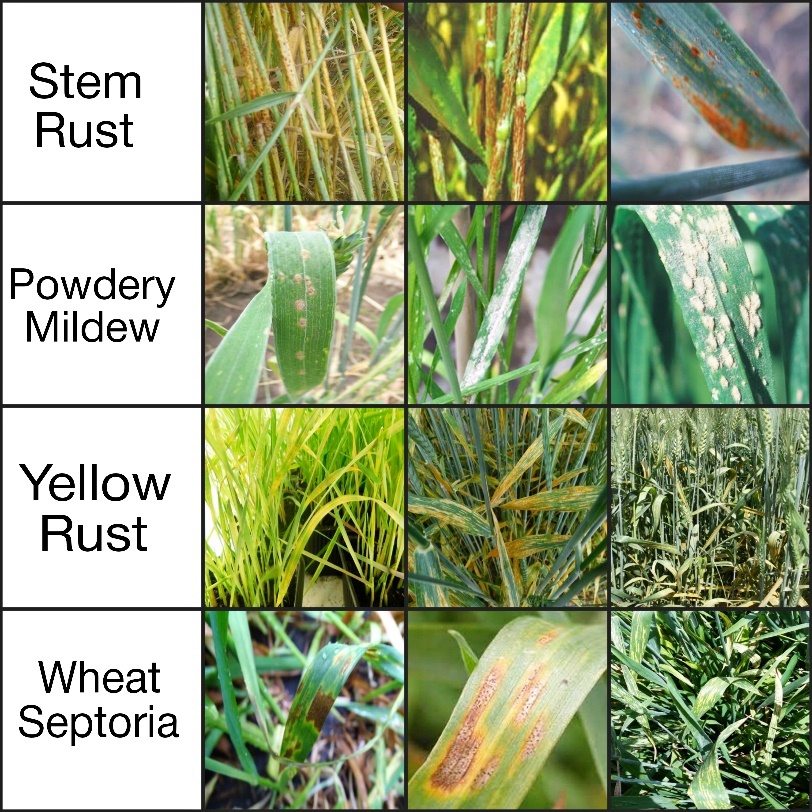 Stem
Rust
Powdery
Mildew
Yellow
Rust
Wheat
Septoria